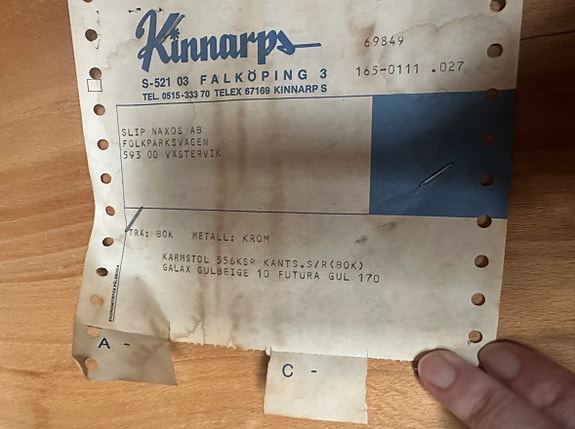 Kinnarps
69849
S-521 03 FALKÖPING 3
165-0111 .027
TEL. 0515-333 70 TELEX 67169 KINNARP S
SLIP NAXOS AB
FOLKPARKSVÄGEN
593 00 VÄSTERVIK
TRÄ: BOK METALL: KROM
KARMSTOL 556KSR KANTS.S/R(BOK)
GALAX GULBEIGE 10 FUTURA GUL 170
A -
C -